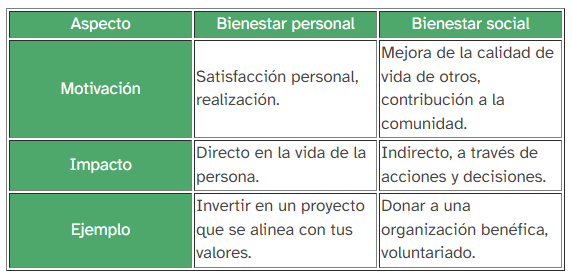 Aspecto
Bienestar personal
Bienestar social
Motivación
Satisfacción personal,
realización.
Mejora de la calidad de
vida de otros,
contribución a la
comunidad.
Impacto
Directo en la vida de la
persona.
Indirecto, a través de
acciones y decisiones.
Ejemplo
Invertir en un proyecto
que se alinea con tus
valores.
Donar a una
organización benéfica,
voluntariado.